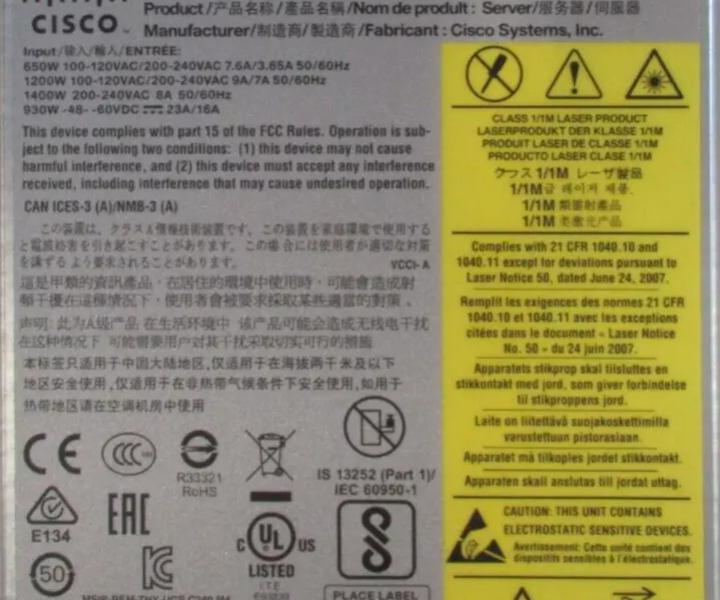 CISCO
Product/产品名称/產品名稱/Nom de produit : Server/服务器/伺服器
Manufacturer/制造商/製造商/Fabricant : Cisco Systems, Inc.
Input/输入/輸入/ENTRÉE:
650W 100-120VAC/200-240VAC 7.6A/3.65A 50/60Hz
1200W 100-120VAC/200-240VAC 9A/7A 50/60Hz
1400W 200-240VAC 8A 50/60Hz
930W -48- -60VDC 23A/16A
This device complies with part 15 of the FCC Rules. Operation is sub-
ject to the following two conditions: (1) this device may not cause
harmful interference, and (2) this device must accept any interference
received, including interference that may cause undesired operation.
CAN ICES-3 (A)/NMB-3 (A)
この装置は、クラスA情報技術装置です。この装置を家庭環境で使用する
と電波妨害を引き起こすことがあります。この場合には使用者が適切な対策
を講ずるよう要求されることがあります。 VCCI-A
這是甲類的資訊產品，在居住的環境中使用時，可能會造成射
頻干擾在這種情況下，使用者會被要求採取某些適當的對策。
声明: 此为A级产品 在生活环境中 该产品可能会造成无线电干扰
在这种情况下 可能需要用户对其干扰采取切实可行的措施
本标签只适用于中国大陆地区,仅适用于在海拔两千米及以下
地区安全使用,仅适用于在非热带气候条件下安全使用,如用于
热带地区请在空调机房中使用
CE
CCC
R33321
RoHS
IS 13252 (Part 1)/
IEC 60950-1
E134
EAC
50
C UL US
LISTED
I.T.E.
PLACE LABEL
CLASS 1/1M LASER PRODUCT
LASERPRODUKT DER KLASSE 1/1M
PRODUIT LASER DE CLASSE 1/1M
PRODUCTO LASER CLASE 1/1M
クラス 1/1M レーザ製品
1/1M급 레이저 제품.
1/1M 類雷射產品
1/1M 类激光产品
Complies with 21 CFR 1040.10 and
1040.11 except for deviations pursuant to
Laser Notice 50, dated June 24, 2007.
Remplit les exigences des normes 21 CFR
1040.10 et 1040.11 avec les exceptions
citées dans le document « Laser Notice
No. 50 » du 24 juin 2007.
Apparatets stikprop skal tilsluttes en
stikkontakt med jord, som giver forbindelse
til stikproppens jord.
Laite on liitettävä suojakoskettimilla
varustettuun pistorasiaan.
Apparatet må tilkoples jordet stikkontakt.
Apparaten skall anslutas till jordat uttag.
CAUTION: THIS UNIT CONTAINS
ELECTROSTATIC SENSITIVE DEVICES.
Avertissement: Cette unité contient des
dispositifs sensibles à l'électricité